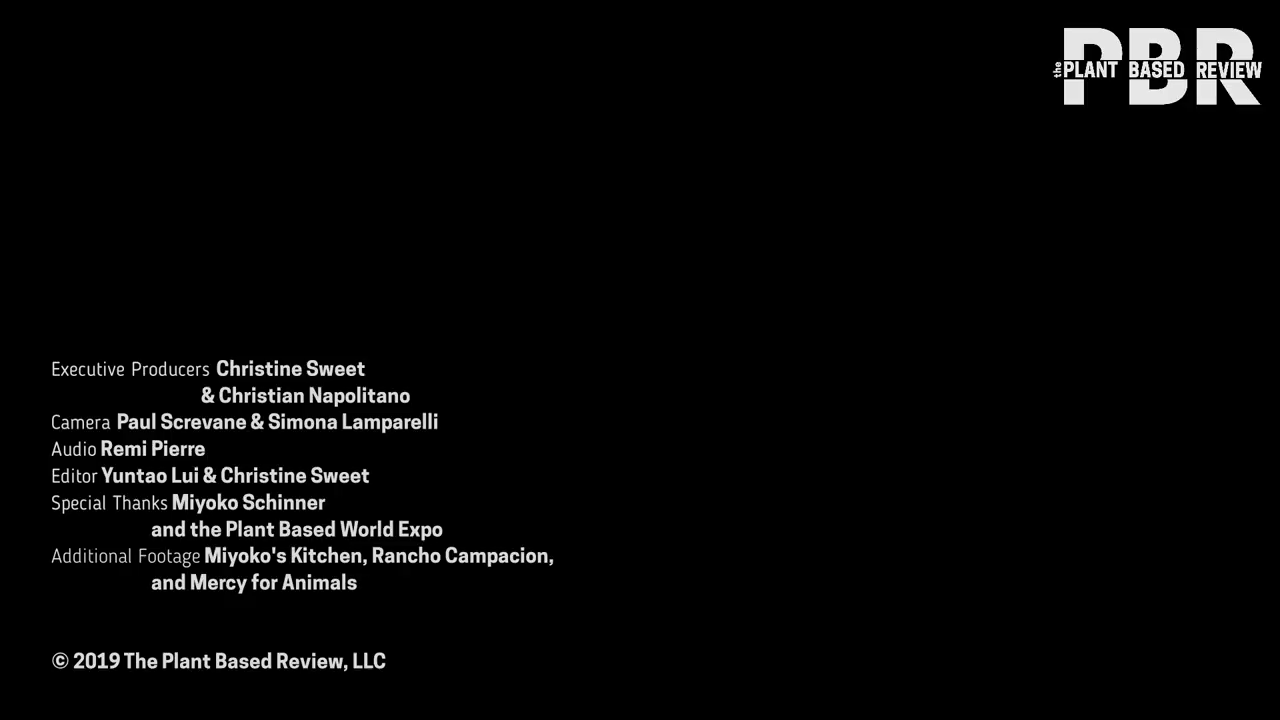 PBR
the PLANT BASED REVIEW
Executive Producers Christine Sweet
& Christian Napolitano
Camera Paul Screvane & Simona Lamparelli
Audio Remi Pierre
Editor Yuntao Lui & Christine Sweet
Special Thanks Miyoko Schinner
and the Plant Based World Expo
Additional Footage Miyoko's Kitchen, Rancho Campacion,
and Mercy for Animals
© 2019 The Plant Based Review, LLC